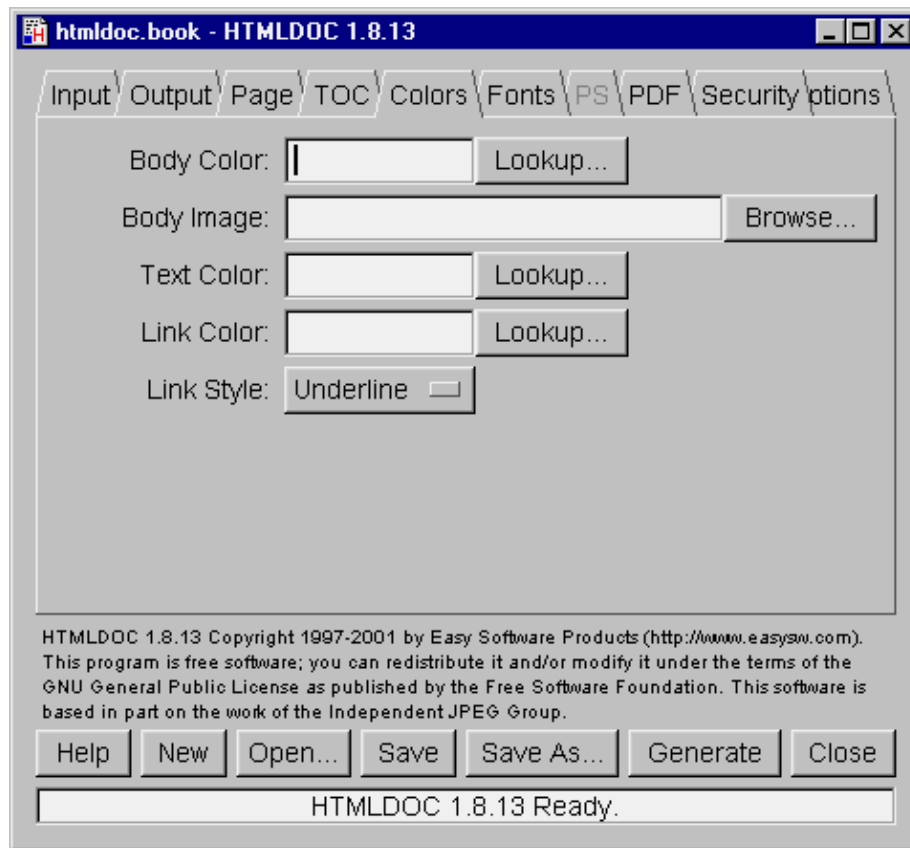 htmldoc.book - HTMLDOC 1.8.13
Input Output Page TOC Colors Fonts PS PDF Security ptions
Body Color: Lookup...
Body Image: Browse...
Text Color: Lookup...
Link Color: Lookup...
Link Style: Underline
HTMLDOC 1.8.13 Copyright 1997-2001 by Easy Software Products (http://www.easysw.com).
This program is free software; you can redistribute it and/or modify it under the terms of the
GNU General Public License as published by the Free Software Foundation. This software is
based in part on the work of the Independent JPEG Group.
Help New Open... Save Save As... Generate Close
HTMLDOC 1.8.13 Ready.